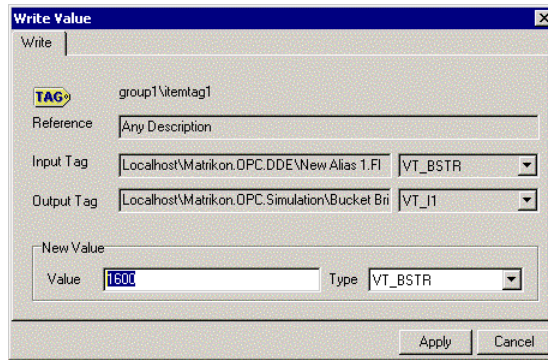 Write Value
Write
TAG group1\itemtag1
Reference Any Description
Input Tag Localhost\Matrikon.OPC.DDE\New Alias 1.Fl VT_BSTR
Output Tag Localhost\Matrikon.OPC.Simulation\Bucket Bri VT_I1
New Value
Value 1600 Type VT_BSTR
Apply Cancel